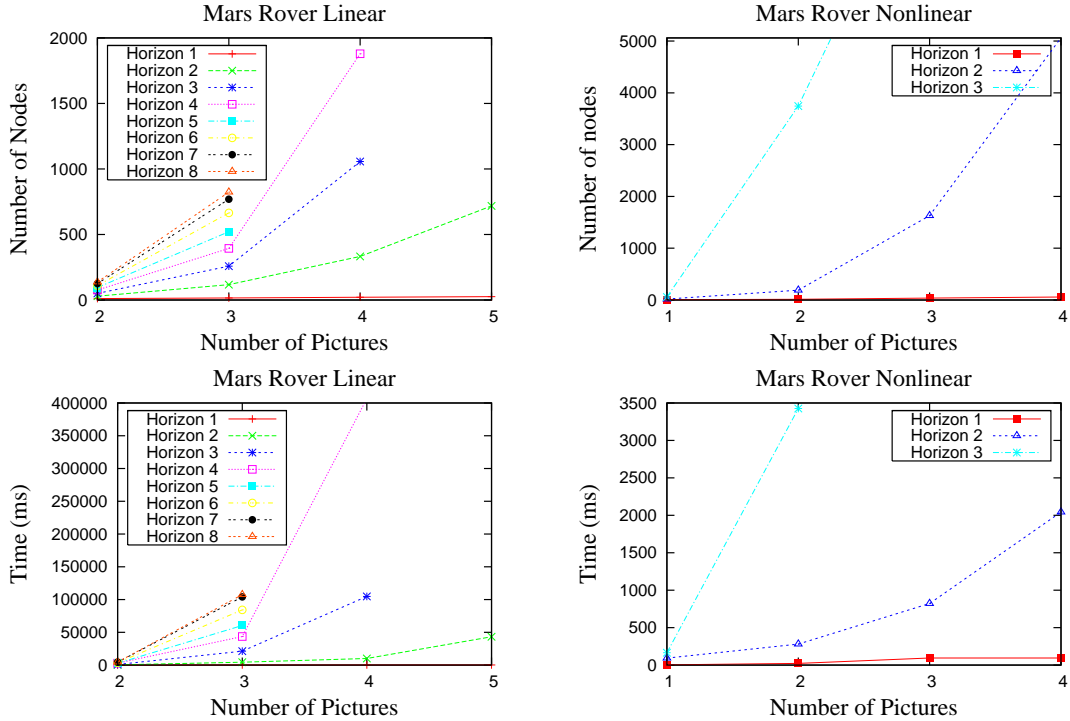 Mars Rover Linear
Number of Nodes
2000
1500
1000
500
0
Horizon 1
Horizon 2
Horizon 3
Horizon 4
Horizon 5
Horizon 6
Horizon 7
Horizon 8
2 3 4 5
Number of Pictures
Mars Rover Nonlinear
Number of nodes
5000
4000
3000
2000
1000
0
Horizon 1
Horizon 2
Horizon 3
1 2 3 4
Number of Pictures
Mars Rover Linear
Time (ms)
400000
350000
300000
250000
200000
150000
100000
50000
0
Horizon 1
Horizon 2
Horizon 3
Horizon 4
Horizon 5
Horizon 6
Horizon 7
Horizon 8
2 3 4 5
Number of Pictures
Mars Rover Nonlinear
Time (ms)
3500
3000
2500
2000
1500
1000
500
0
Horizon 1
Horizon 2
Horizon 3
1 2 3 4
Number of Pictures